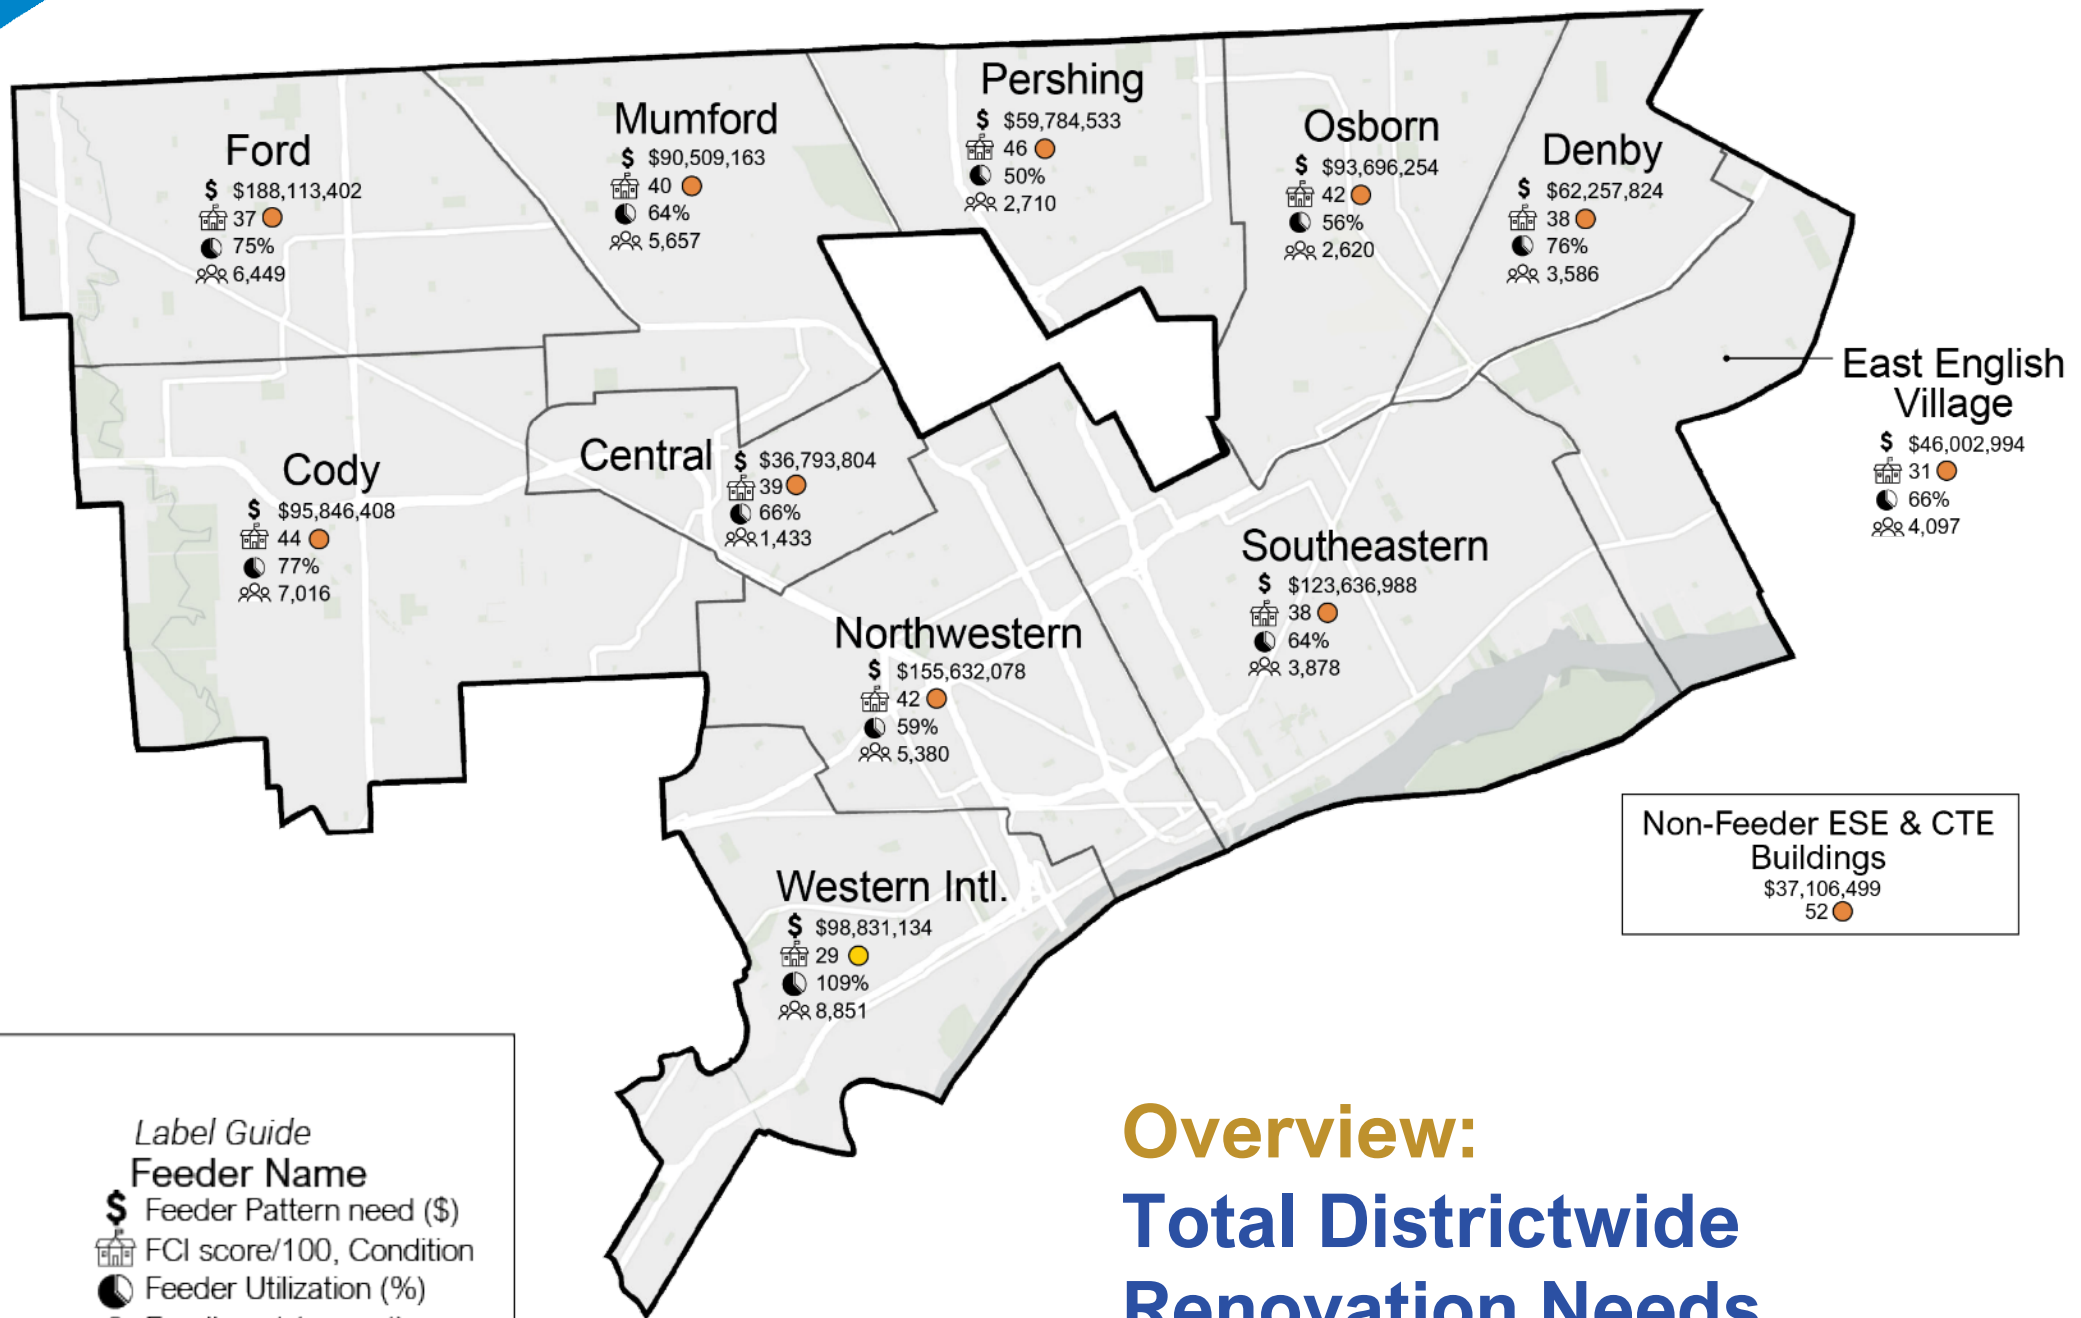 Ford
$ $188,113,402
37
75%
6,449
Mumford
$ $90,509,163
40
64%
5,657
Pershing
$ $59,784,533
46
50%
2,710
Osborn
$ $93,696,254
42
56%
2,620
Denby
$ $62,257,824
38
76%
3,586
East English
Village
$ $46,002,994
31
66%
4,097
Cody
$ $95,846,408
44
77%
7,016
Central
$ $36,793,804
39
66%
1,433
Southeastern
$ $123,636,988
38
64%
3,878
Northwestern
$ $155,632,078
42
59%
5,380
Western Intl.
$ $98,831,134
29
109%
8,851
Non-Feeder ESE & CTE
Buildings
$37,106,499
52
Label Guide
Feeder Name
$ Feeder Pattern need ($)
FCI score/100, Condition
Feeder Utilization (%)
Overview:
Total Districtwide
Renovation Needs